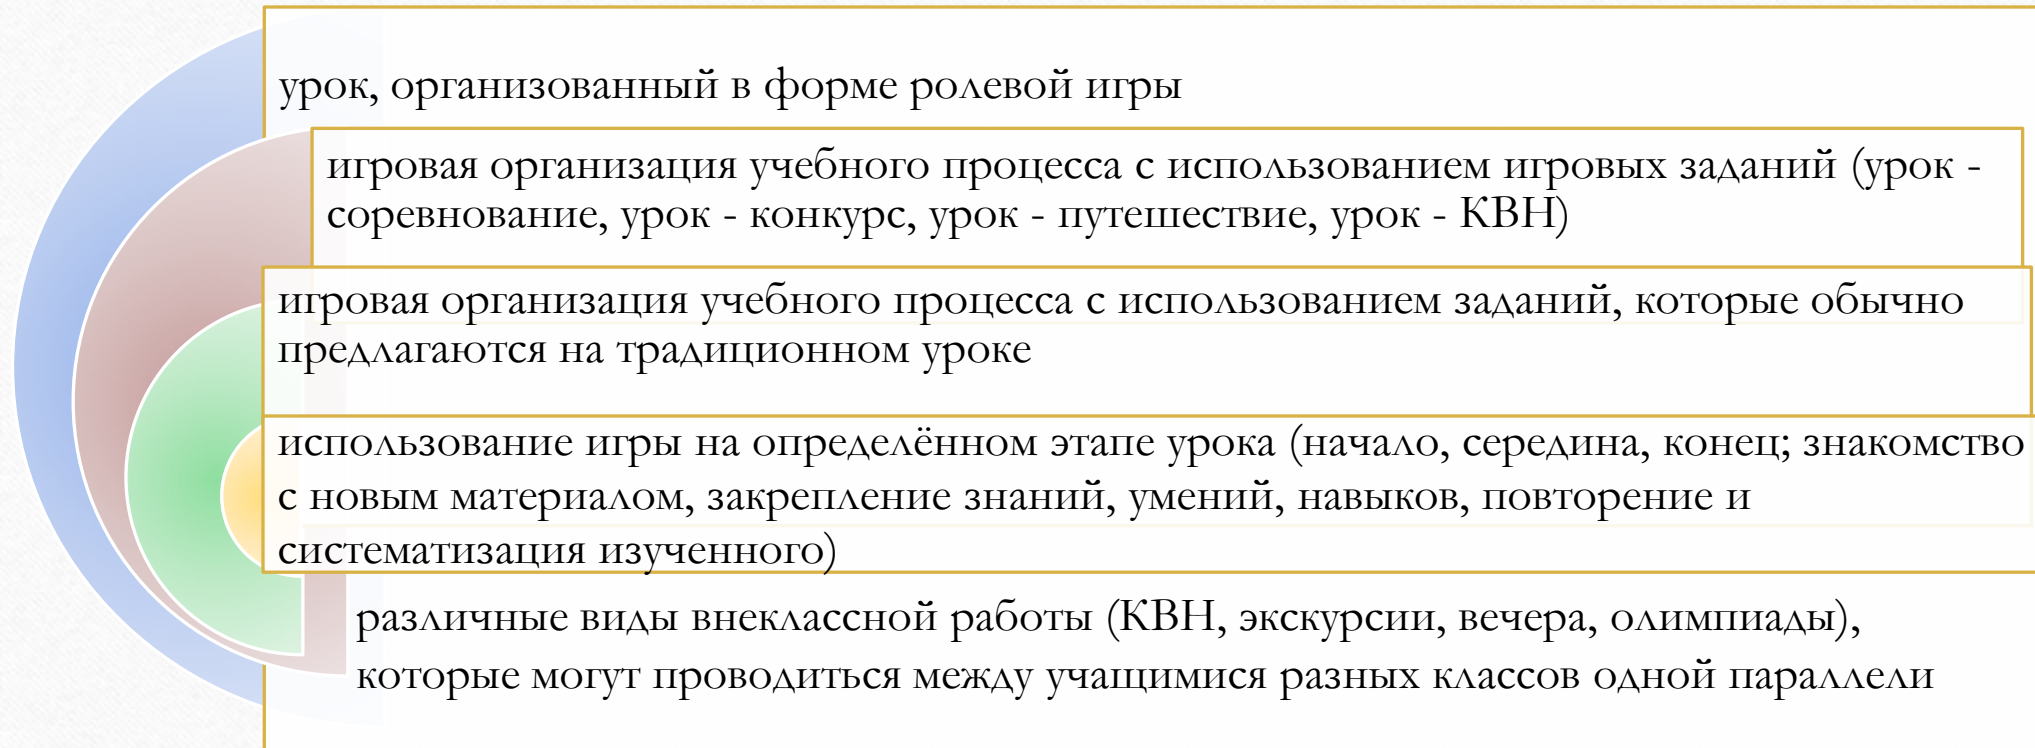 урок, организованный в форме ролевой игры
игровая организация учебного процесса с использованием игровых заданий (урок -
соревнование, урок - конкурс, урок - путешествие, урок - КВН)
игровая организация учебного процесса с использованием заданий, которые обычно
предлагаются на традиционном уроке
использование игры на определённом этапе урока (начало, середина, конец; знакомство
с новым материалом, закрепление знаний, умений, навыков, повторение и
систематизация изученного)
различные виды внеклассной работы (КВН, экскурсии, вечера, олимпиады),
которые могут проводиться между учащимися разных классов одной параллели